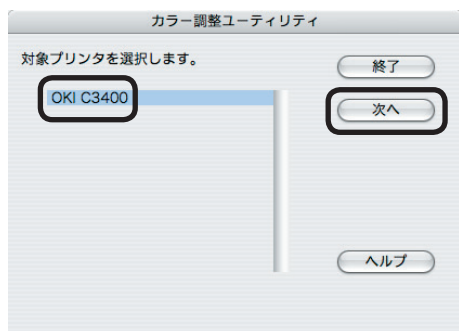 カラー調整ユーティリティ
対象プリンタを選択します。
終了
OKI C3400
次へ
ヘルプ